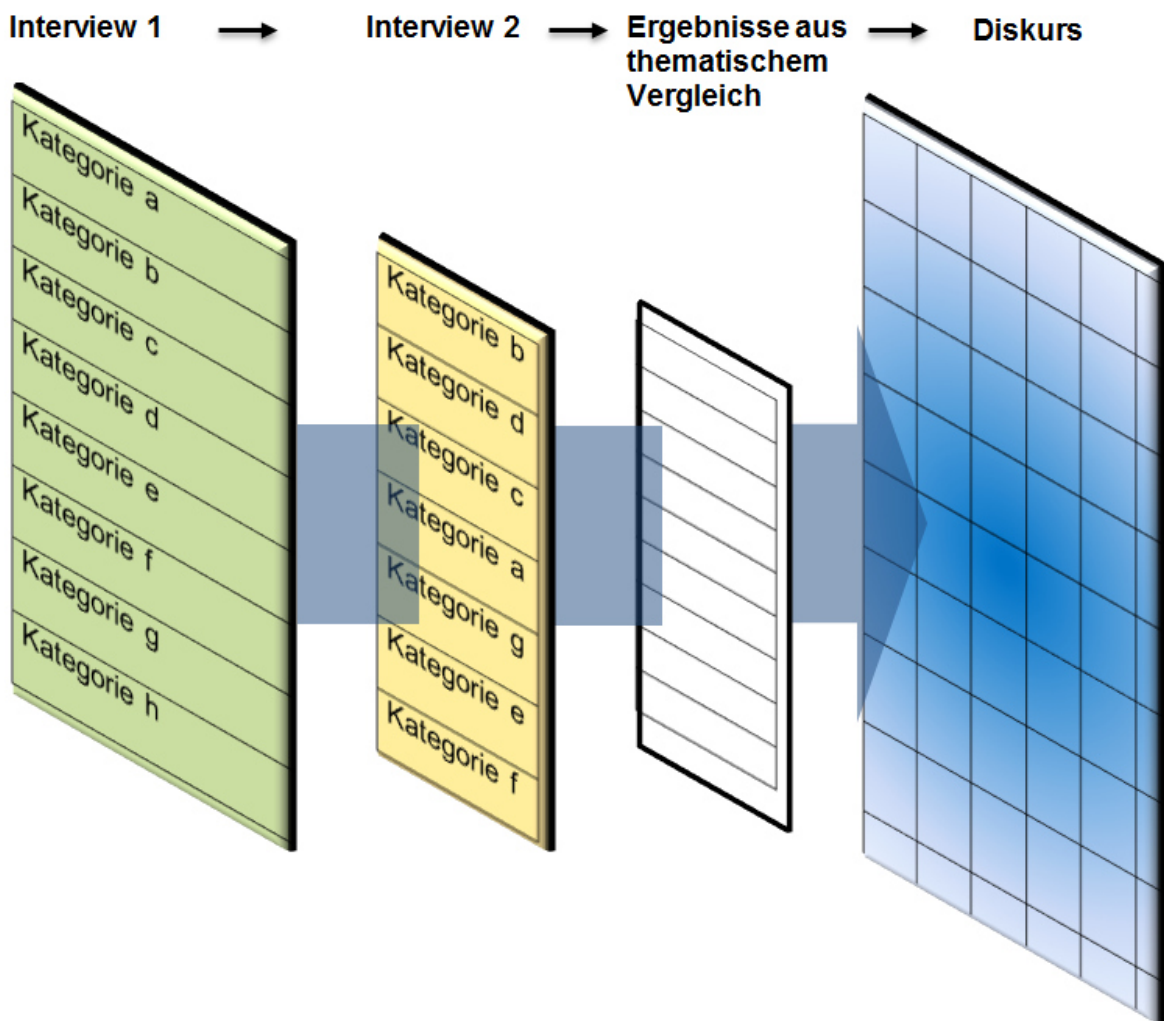 Interview 1
Interview 2
Ergebnisse aus
thematischem
Vergleich
Diskurs
Kategorie a
Kategorie b
Kategorie c
Kategorie d
Kategorie e
Kategorie f
Kategorie g
Kategorie h
Kategorie b
Kategorie d
Kategorie c
Kategorie a
Kategorie g
Kategorie e
Kategorie f